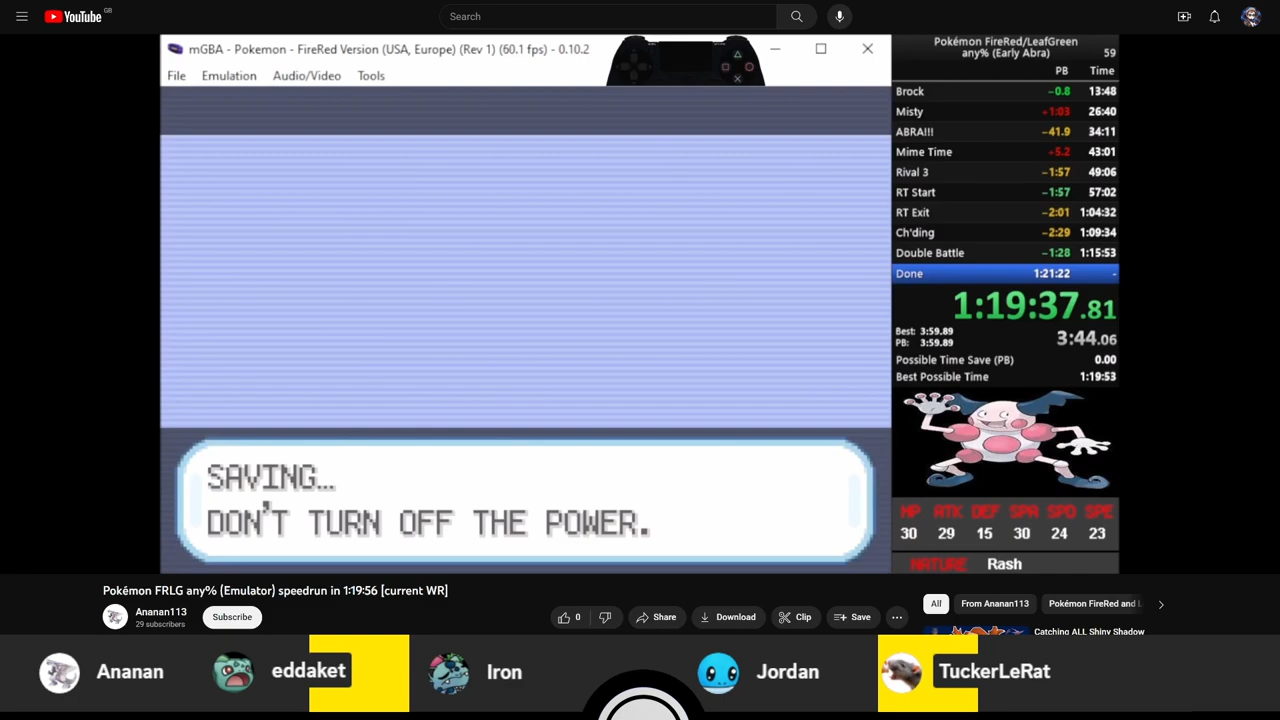 YouTube GB
Search
mGBA - Pokemon - FireRed Version (USA, Europe) (Rev 1) (60.1 fps) - 0.10.2
File Emulation Audio/Video Tools
Pokémon FireRed/LeafGreen
any% (Early Abra) 59
PB Time
Brock -0.8 13:48
Misty +1:03 26:40
ABRA!!! -41.9 34:11
Mime Time +5.2 43:01
Rival 3 -1:57 49:06
RT Start -1:57 57:02
RT Exit -2:01 1:04:32
Ch'ding -2:29 1:09:34
Double Battle -1:28 1:15:53
Done 1:21:22 -
1:19:37.81
Best: 3:59.89
PB: 3:59.89
3:44.06
Possible Time Save (PB) 0.00
Best Possible Time 1:19:53
HP ATK DEF SPA SPD SPE
30 29 15 30 24 23
NATURE Rash
SAVING...
DON'T TURN OFF THE POWER.
Pokémon FRLG any% (Emulator) speedrun in 1:19:56 [current WR]
Ananan113
29 subscribers
Subscribe
0
Share
Download
Clip
Save
All From Ananan113 Pokémon FireRed and L
Catching ALL Shiny Shadow
Ananan eddaket Iron Jordan TuckerLeRat